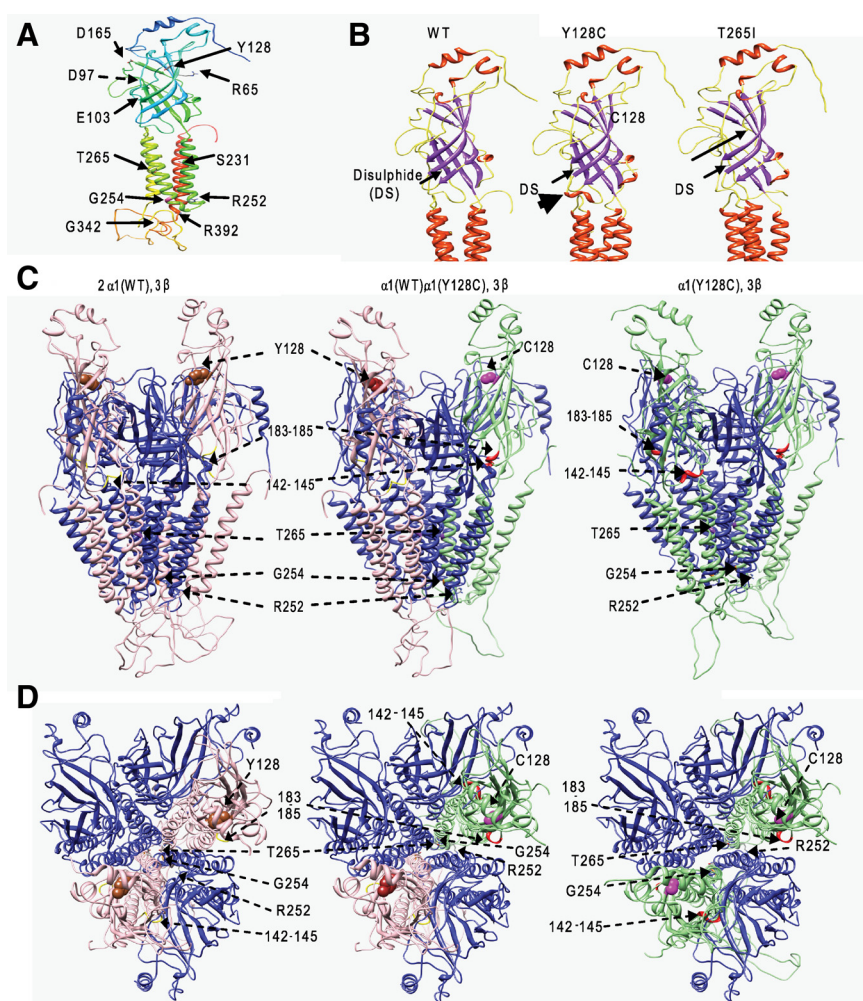 A
D165
Y128
D97
R65
E103
T265
S231
G254
R252
G342
R392
B
WT
Y128C
T265I
C128
Disulphide
(DS)
DS
DS
C
2 α1(WT), 3β
α1(WT)α1(Y128C), 3β
α1(Y128C), 3β
Y128
C128
C128
183-185
183-185
142-145
142-145
T265
T265
G254
G254
R252
R252
D
142-145
Y128
C128
C128
183
185
183
-185
T265
G254
R252
T265
R252
G254
G254
R252
142-145
142-145